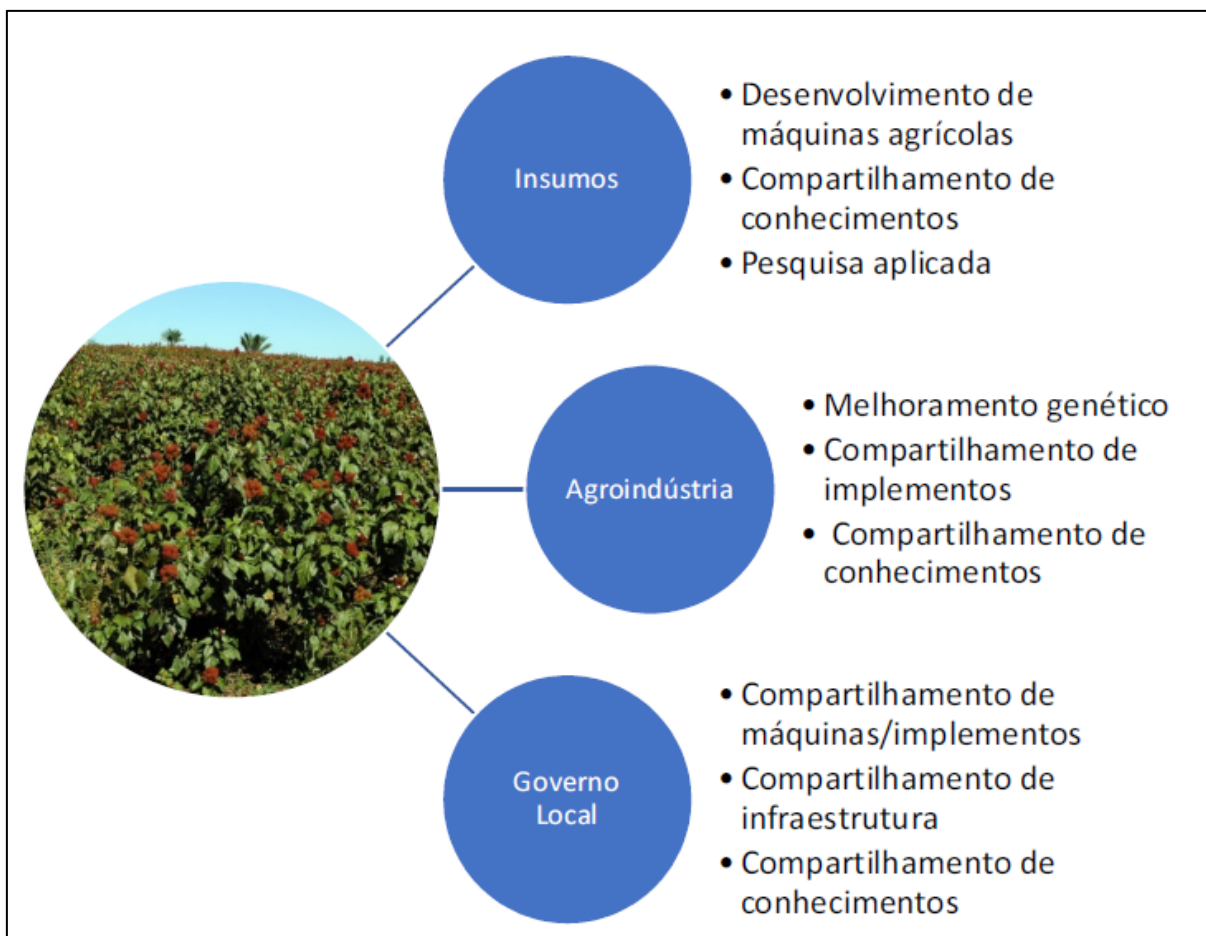 Insumos
• Desenvolvimento de
máquinas agrícolas
• Compartilhamento de
conhecimentos
• Pesquisa aplicada
Agroindústria
• Melhoramento genético
• Compartilhamento de
implementos
• Compartilhamento de
conhecimentos
Governo
Local
• Compartilhamento de
máquinas/implementos
• Compartilhamento de
infraestrutura
• Compartilhamento de
conhecimentos